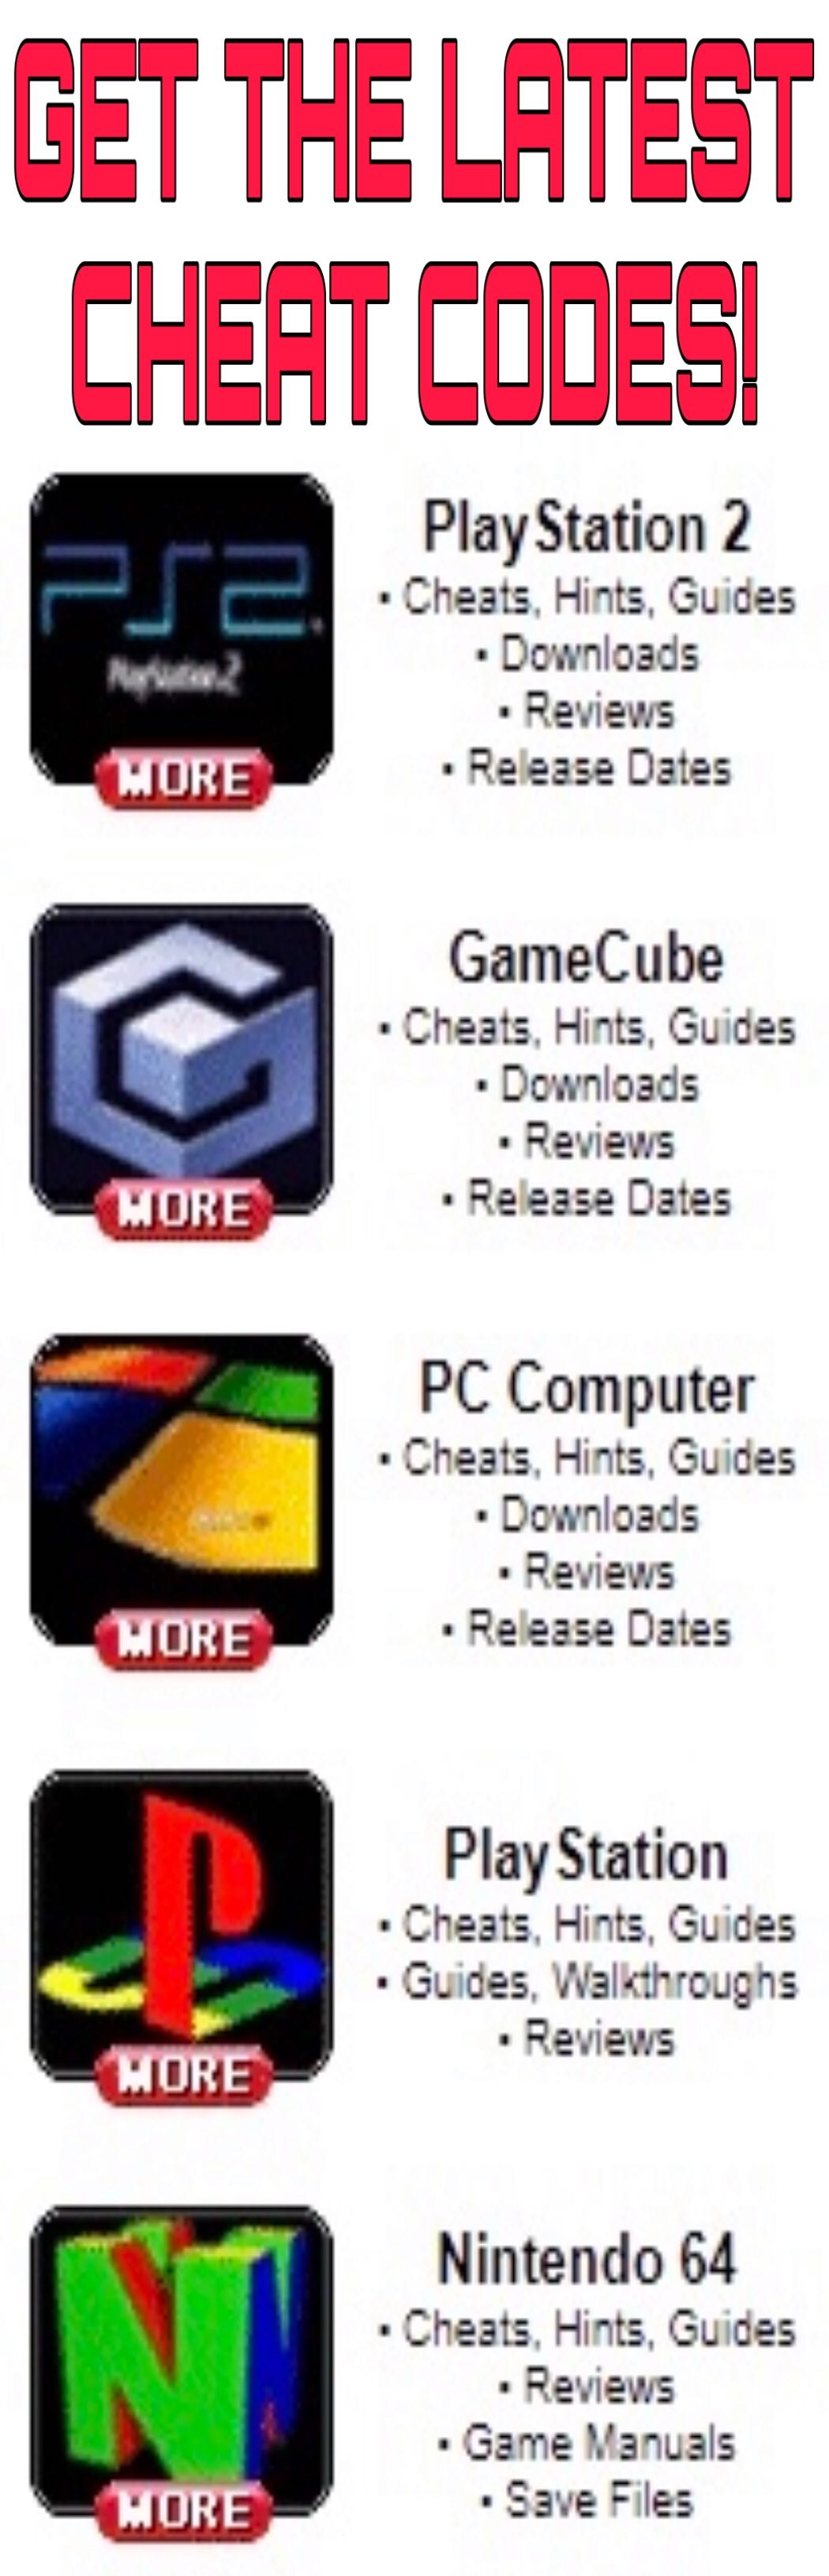 GET THE LATEST
CHEAT CODES!
PS2
PlayStation 2
MORE
PlayStation 2
• Cheats, Hints, Guides
• Downloads
• Reviews
• Release Dates
MORE
GameCube
• Cheats, Hints, Guides
• Downloads
• Reviews
• Release Dates
MORE
PC Computer
• Cheats, Hints, Guides
• Downloads
• Reviews
• Release Dates
MORE
PlayStation
• Cheats, Hints, Guides
• Guides, Walkthroughs
• Reviews
MORE
Nintendo 64
• Cheats, Hints, Guides
• Reviews
• Game Manuals
• Save Files